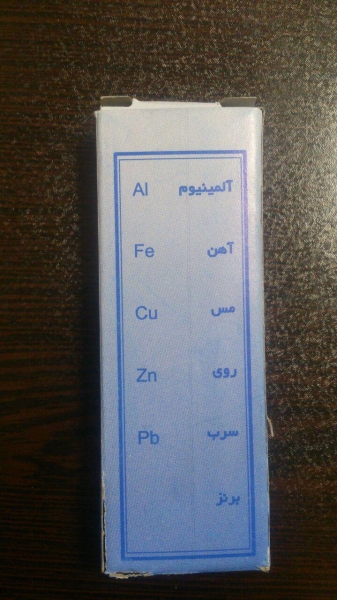 آلمینیوم Al
آهن Fe
مس Cu
روی Zn
سرب Pb
برنز